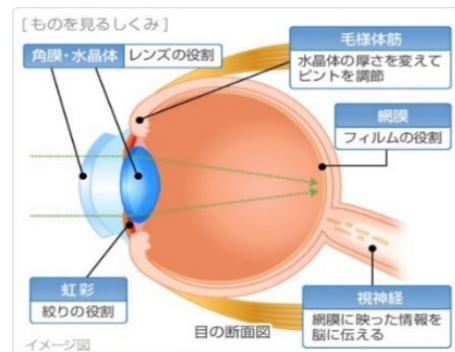 [ものを見るしくみ]
角膜・水晶体 レンズの役割
毛様体筋
水晶体の厚さを変えて
ピントを調節
網膜
フィルムの役割
虹彩
絞りの役割
視神経
網膜に映った情報を
脳に伝える
目の断面図
イメージ図